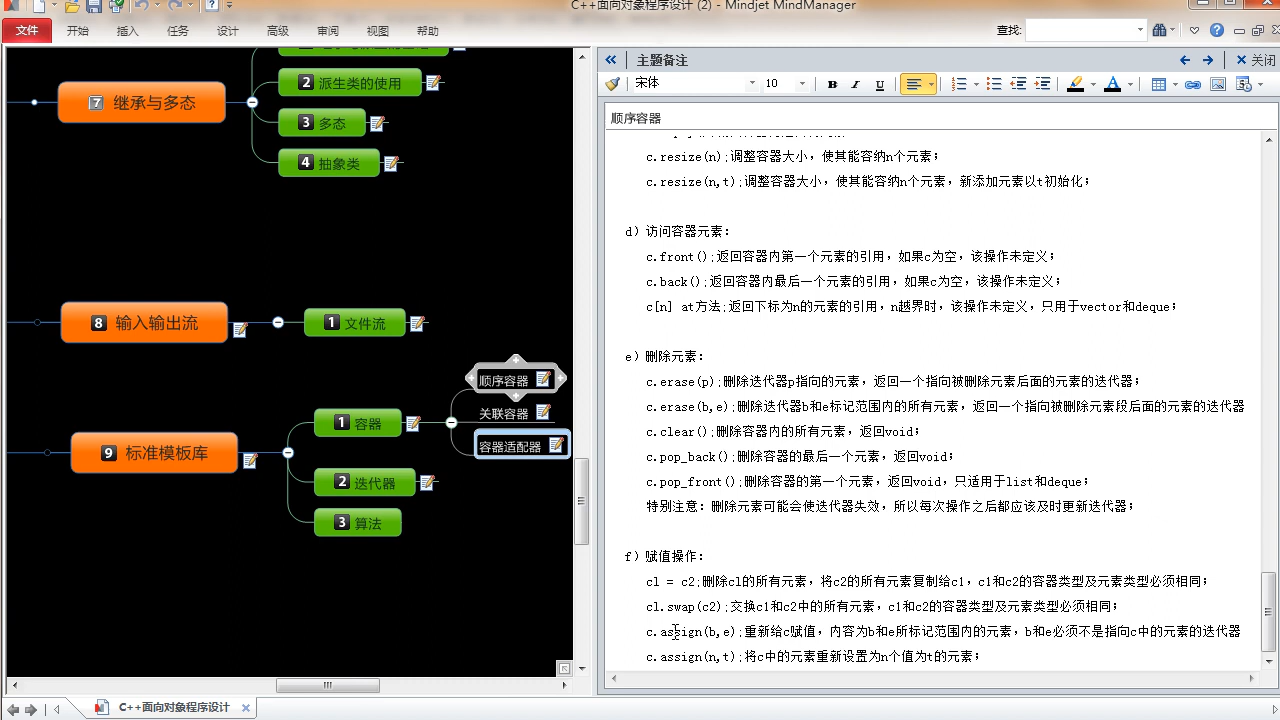 C++面向对象程序设计 (2) - Mindjet MindManager
文件 开始 插入 任务 设计 高级 审阅 视图 帮助 查找:
主题备注 关闭
宋体 10 B I U
7 继承与多态
2 派生类的使用
3 多态
4 抽象类
8 输入输出流
1 文件流
9 标准模板库
1 容器
顺序容器
关联容器
容器适配器
2 迭代器
3 算法
顺序容器
c.resize(n);调整容器大小，使其能容纳n个元素；
c.resize(n,t);调整容器大小，使其能容纳n个元素，新添加元素以t初始化；
d）访问容器元素：
c.front();返回容器内第一个元素的引用，如果c为空，该操作未定义；
c.back();返回容器内最后一个元素的引用，如果c为空，该操作未定义；
c[n] at方法;返回下标为n的元素的引用，n越界时，该操作未定义，只用于vector和deque；
e）删除元素：
c.erase(p);删除迭代器p指向的元素，返回一个指向被删除元素后面的元素的迭代器；
c.erase(b,e);删除迭代器b和e标记范围内的所有元素，返回一个指向被删除元素段后面的元素的迭代器
c.clear();删除容器内的所有元素，返回void；
c.pop_back();删除容器的最后一个元素，返回void；
c.pop_front();删除容器的第一个元素，返回void，只适用于list和deque；
特别注意：删除元素可能会使迭代器失效，所以每次操作之后都应该及时更新迭代器；
f）赋值操作：
c1 = c2;删除c1的所有元素，将c2的所有元素复制给c1，c1和c2的容器类型及元素类型必须相同；
c1.swap(c2);交换c1和c2中的所有元素，c1和c2的容器类型及元素类型必须相同；
c.assign(b,e);重新给c赋值，内容为b和e所标记范围内的元素，b和e必须不是指向c中的元素的迭代器
c.assign(n,t);将c中的元素重新设置为n个值为t的元素；
C++面向对象程序设计